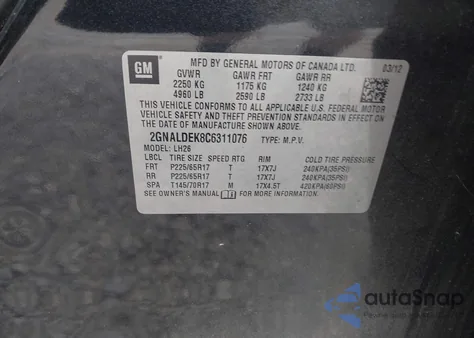 GM
MFD BY GENERAL MOTORS OF CANADA LTD. 03/12
GVWR GAWR FRT GAWR RR
2250 KG 1175 KG 1240 KG
4960 LB 2590 LB 2733 LB
THIS VEHICLE CONFORMS TO ALL APPLICABLE U.S. FEDERAL MOTOR
VEHICLE SAFETY AND THEFT PREVENTION STANDARDS IN EFFECT ON
THE DATE OF MANUFACTURE SHOWN ABOVE.
2GNALDEK8C6311076 TYPE: M.P.V.
MODEL: LH26
LBCL TIRE SIZE SPEED RTG RIM COLD TIRE PRESSURE
FRT P225/65R17 T 17X7J 240KPA(35PSI)
RR P225/65R17 T 17X7J 240KPA(35PSI)
SPA T145/70R17 M 17X4.5T 420KPA(60PSI)
SEE OWNER'S MANUAL FOR MORE INFORMATION.
autoSnap